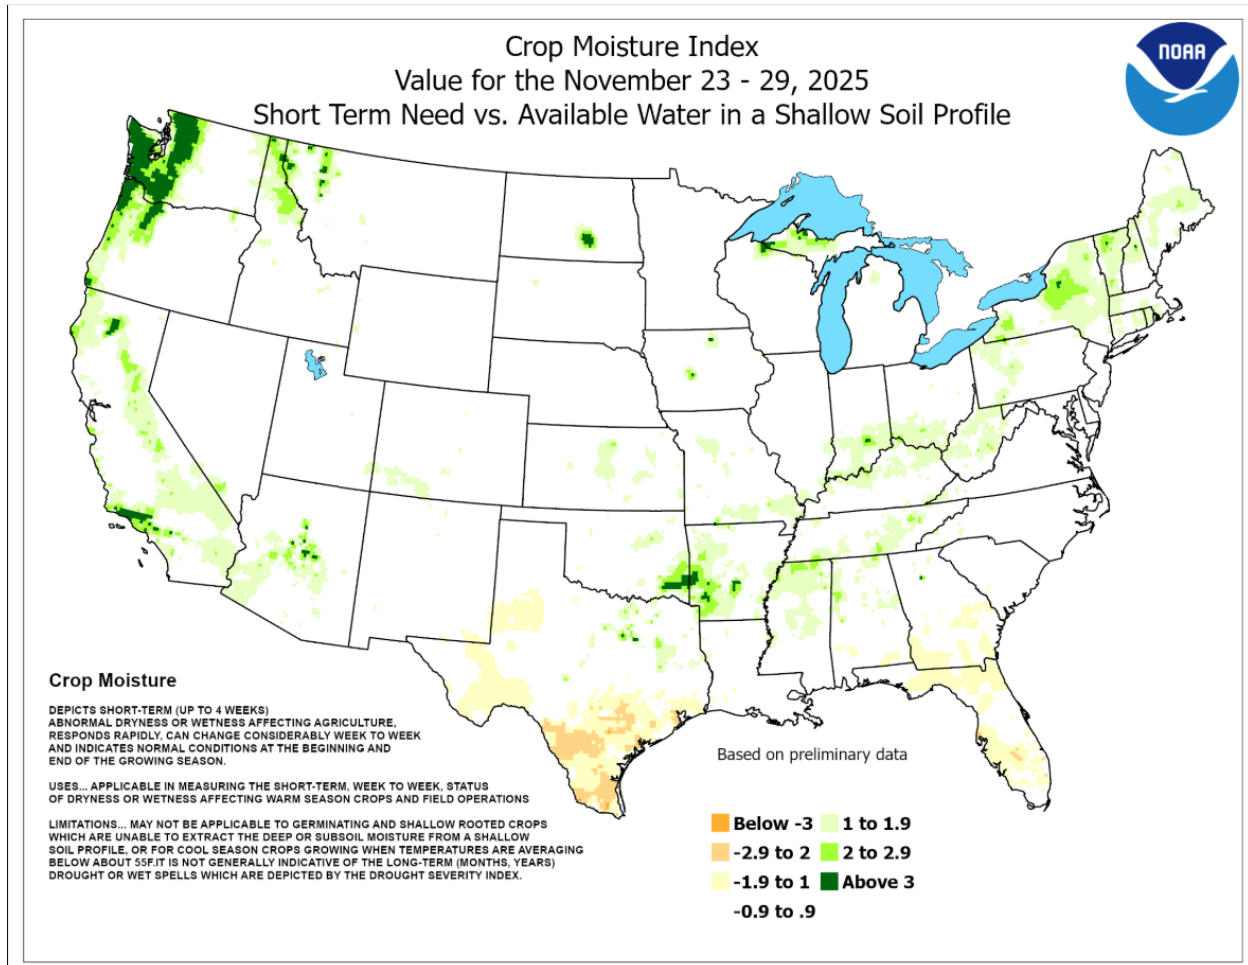 Crop Moisture Index
Value for the November 23 - 29, 2025
Short Term Need vs. Available Water in a Shallow Soil Profile
NOAA
Crop Moisture
DEPICTS SHORT-TERM (UP TO 4 WEEKS)
ABNORMAL DRYNESS OR WETNESS AFFECTING AGRICULTURE,
RESPONDS RAPIDLY, CAN CHANGE CONSIDERABLY WEEK TO WEEK
AND INDICATES NORMAL CONDITIONS AT THE BEGINNING AND
END OF THE GROWING SEASON.
USES... APPLICABLE IN MEASURING THE SHORT-TERM, WEEK TO WEEK, STATUS
OF DRYNESS OR WETNESS AFFECTING WARM SEASON CROPS AND FIELD OPERATIONS
LIMITATIONS... MAY NOT BE APPLICABLE TO GERMINATING AND SHALLOW ROOTED CROPS
WHICH ARE UNABLE TO EXTRACT THE DEEP OR SUBSOIL MOISTURE FROM A SHALLOW
SOIL PROFILE, OR FOR COOL SEASON CROPS GROWING WHEN TEMPERATURES ARE AVERAGING
BELOW ABOUT 55F.IT IS NOT GENERALLY INDICATIVE OF THE LONG-TERM (MONTHS, YEARS)
DROUGHT OR WET SPELLS WHICH ARE DEPICTED BY THE DROUGHT SEVERITY INDEX.
Based on preliminary data
Below -3
-2.9 to 2
-1.9 to 1
-0.9 to .9
1 to 1.9
2 to 2.9
Above 3